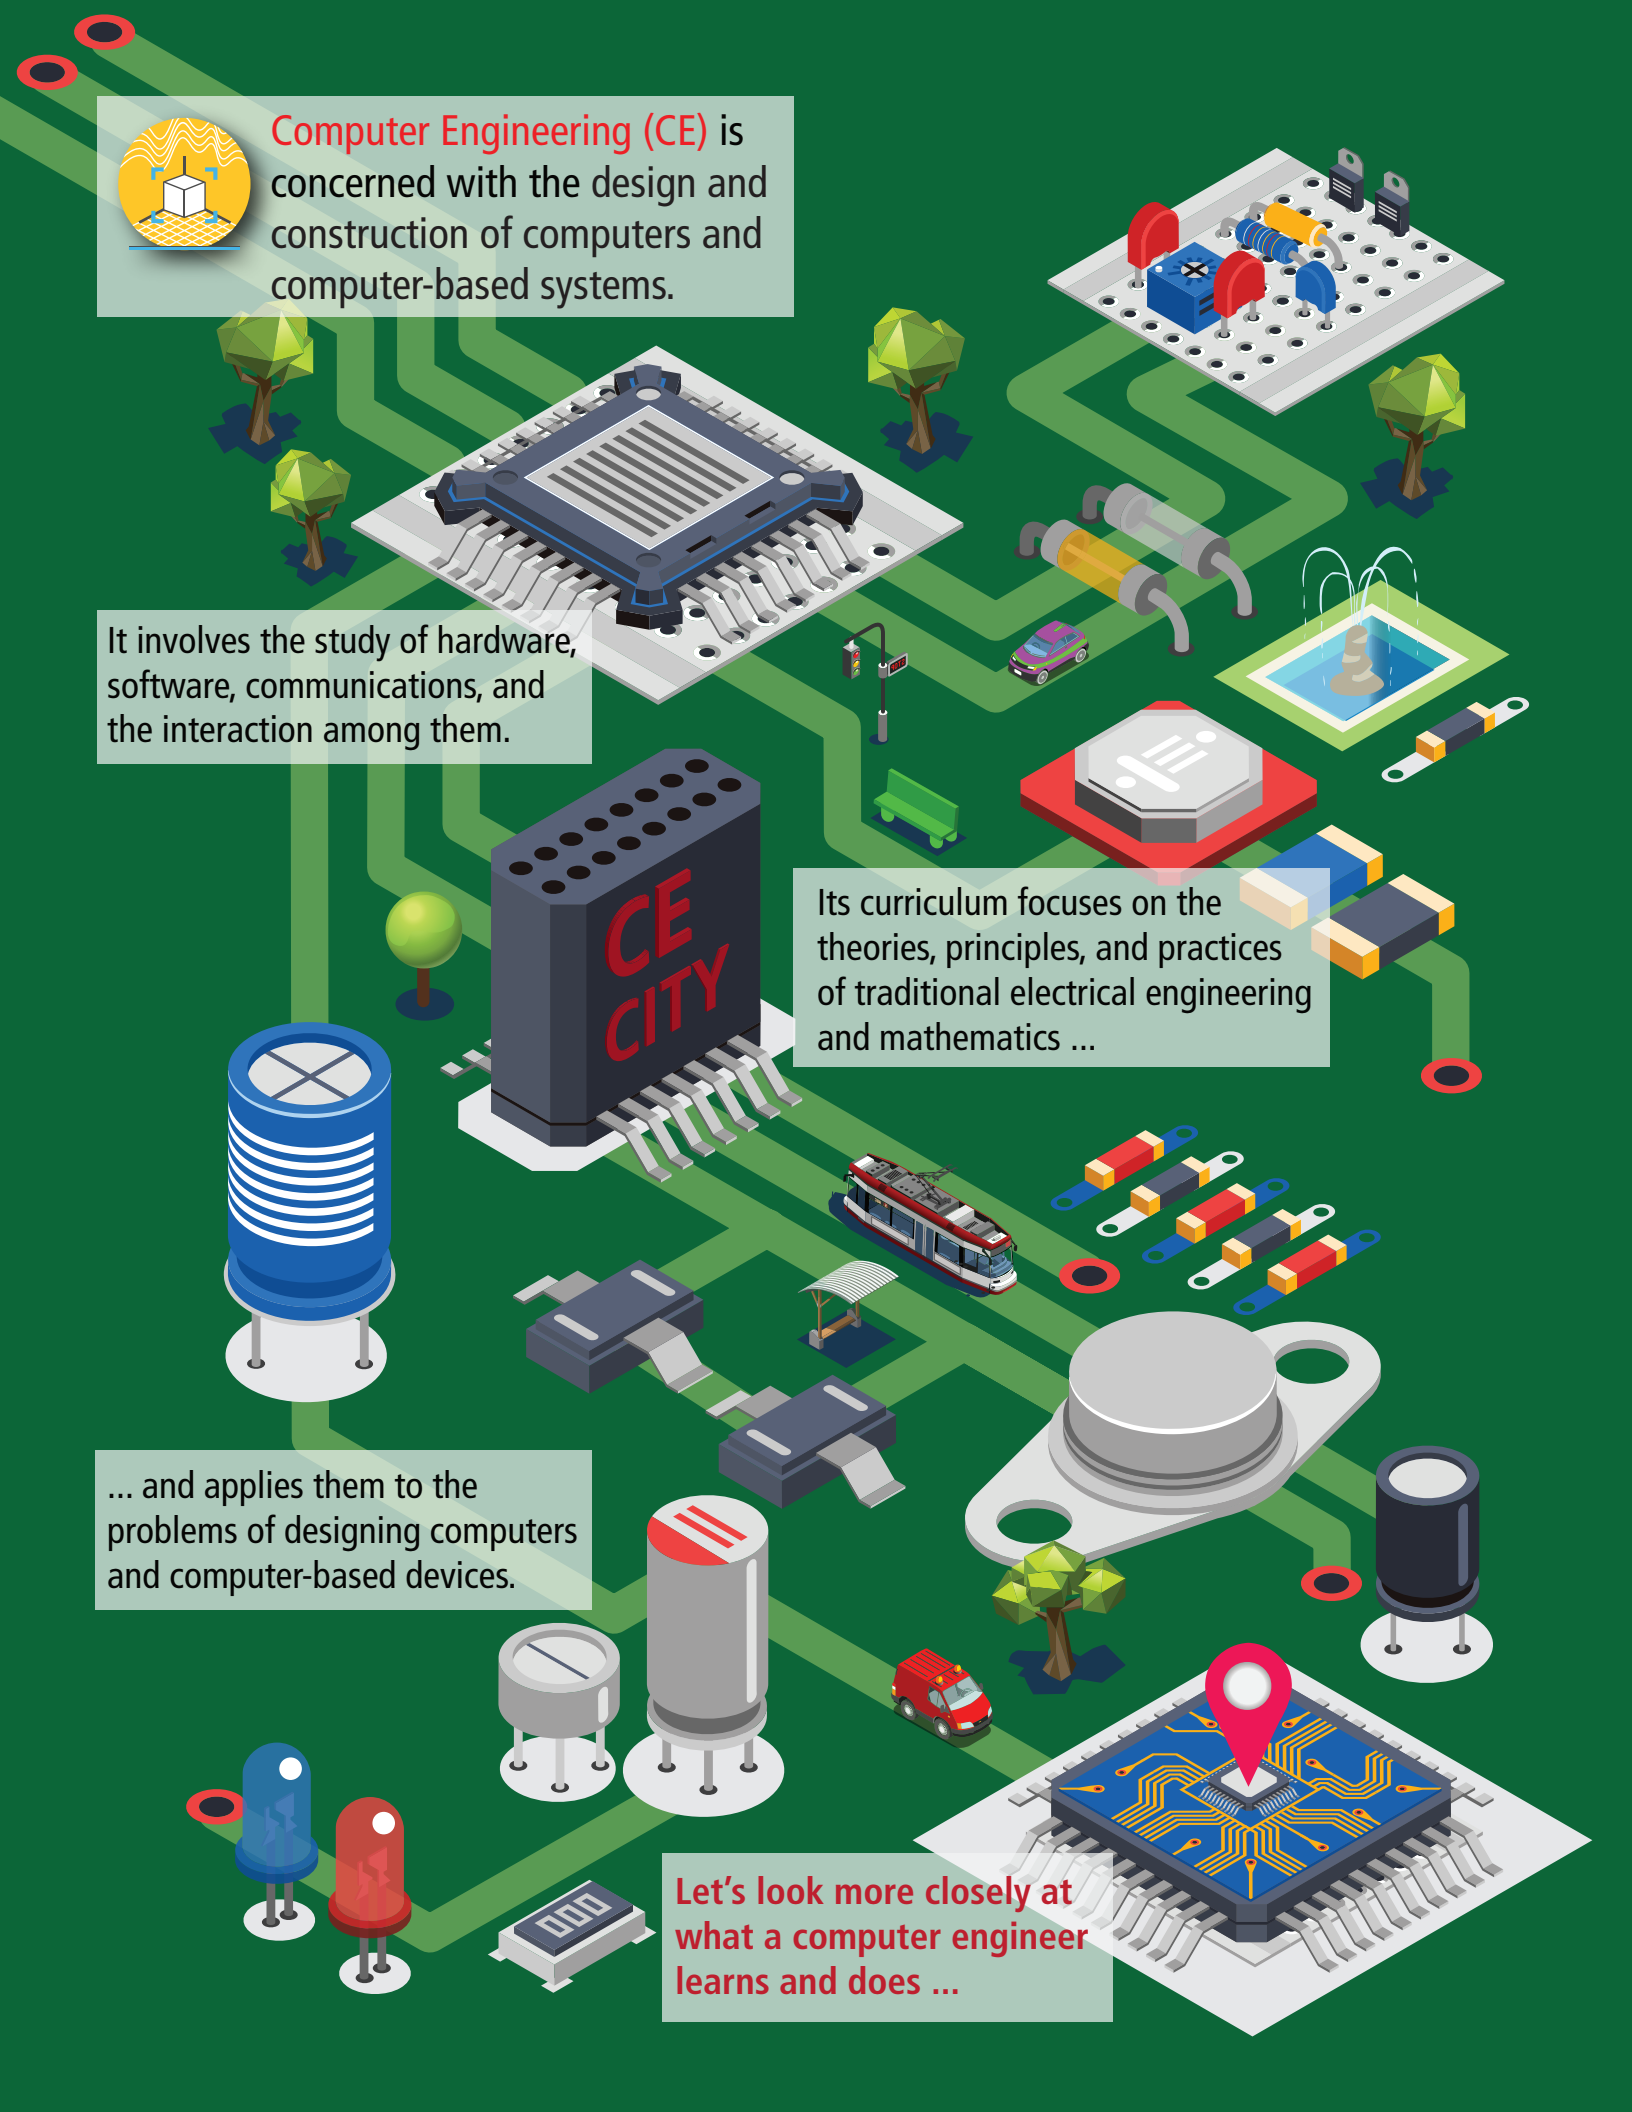 Computer Engineering (CE) is
concerned with the design and
construction of computers and
computer-based systems.
It involves the study of hardware,
software, communications, and
the interaction among them.
CE
CITY
Its curriculum focuses on the
theories, principles, and practices
of traditional electrical engineering
and mathematics ...
... and applies them to the
problems of designing computers
and computer-based devices.
Let's look more closely at
what a computer engineer
learns and does ...